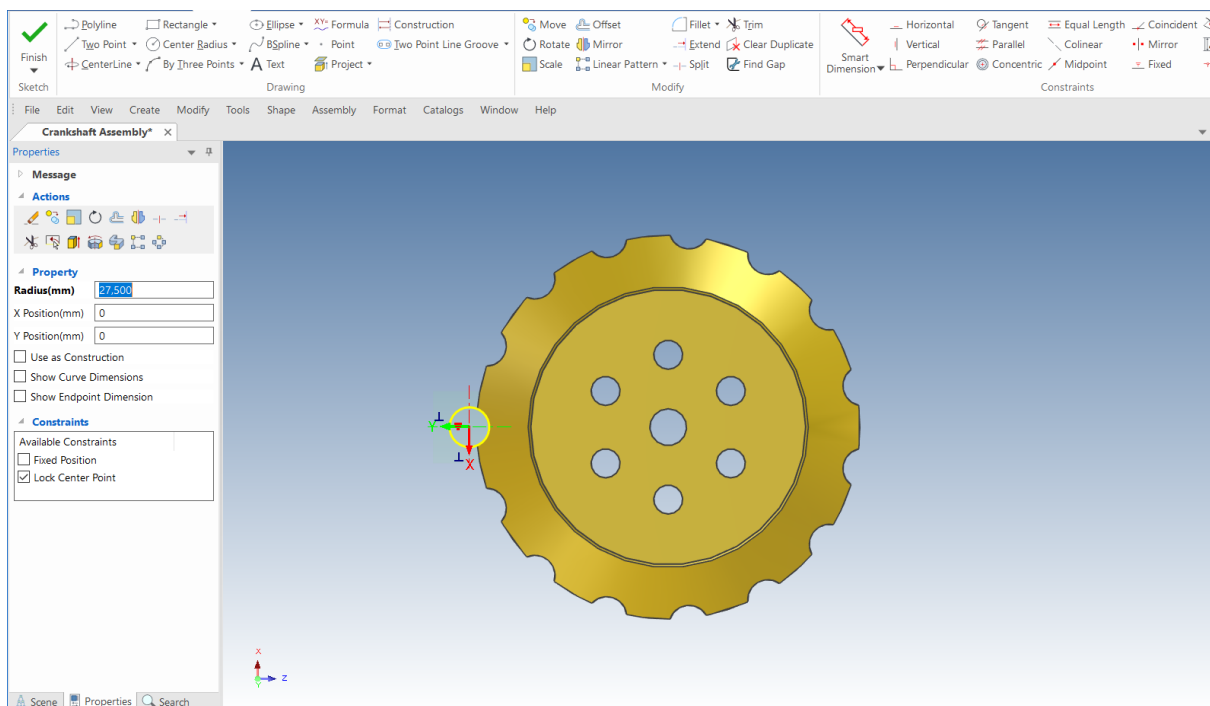 Polyline Rectangle Ellipse XY= Formula Construction Move Offset Fillet Trim Horizontal Tangent Equal Length Coincident
Two Point Center Radius BSpline Point Two Point Line Groove Rotate Mirror Extend Clear Duplicate Vertical Parallel Colinear Mirror
Finish CenterLine By Three Points A Text Project Scale Linear Pattern Split Find Gap Smart Dimension Perpendicular Concentric Midpoint Fixed
Sketch Drawing Modify Constraints
File Edit View Create Modify Tools Shape Assembly Format Catalogs Window Help
Crankshaft Assembly*
Properties
Message
Actions
Property
Radius(mm) 27,500
X Position(mm) 0
Y Position(mm) 0
Use as Construction
Show Curve Dimensions
Show Endpoint Dimension
Constraints
Available Constraints
Fixed Position
Lock Center Point
Y
X
X
Z
Y
Scene Properties Search